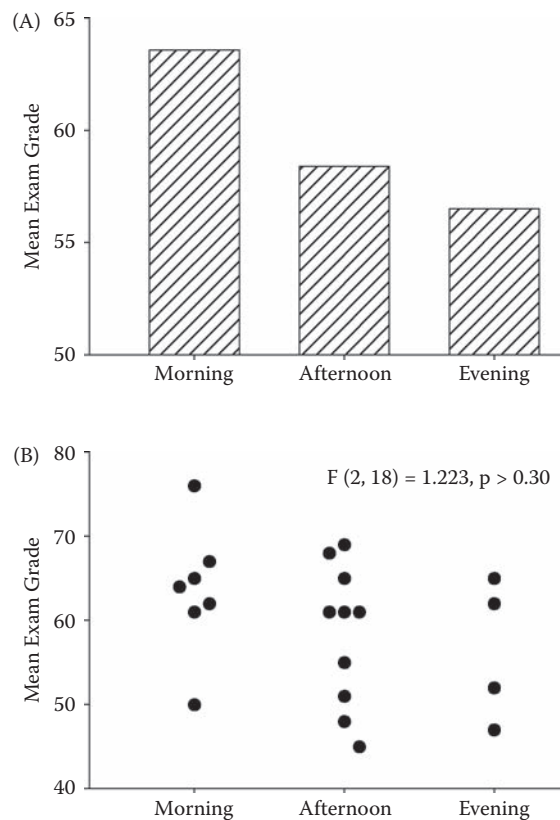 (A)
65
60
55
50
Mean Exam Grade
Morning Afternoon Evening
(B)
80
70
60
50
40
Mean Exam Grade
F (2, 18) = 1.223, p > 0.30
Morning Afternoon Evening